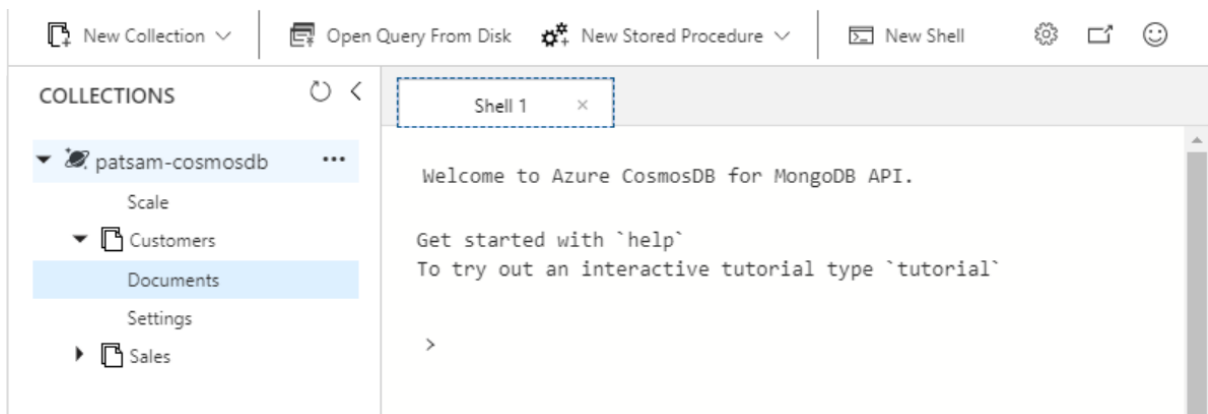 New Collection
Open Query From Disk
New Stored Procedure
New Shell
COLLECTIONS
patsam-cosmosdb
Scale
Customers
Documents
Settings
Sales
Shell 1
Welcome to Azure CosmosDB for MongoDB API.
Get started with `help`
To try out an interactive tutorial type `tutorial`
>